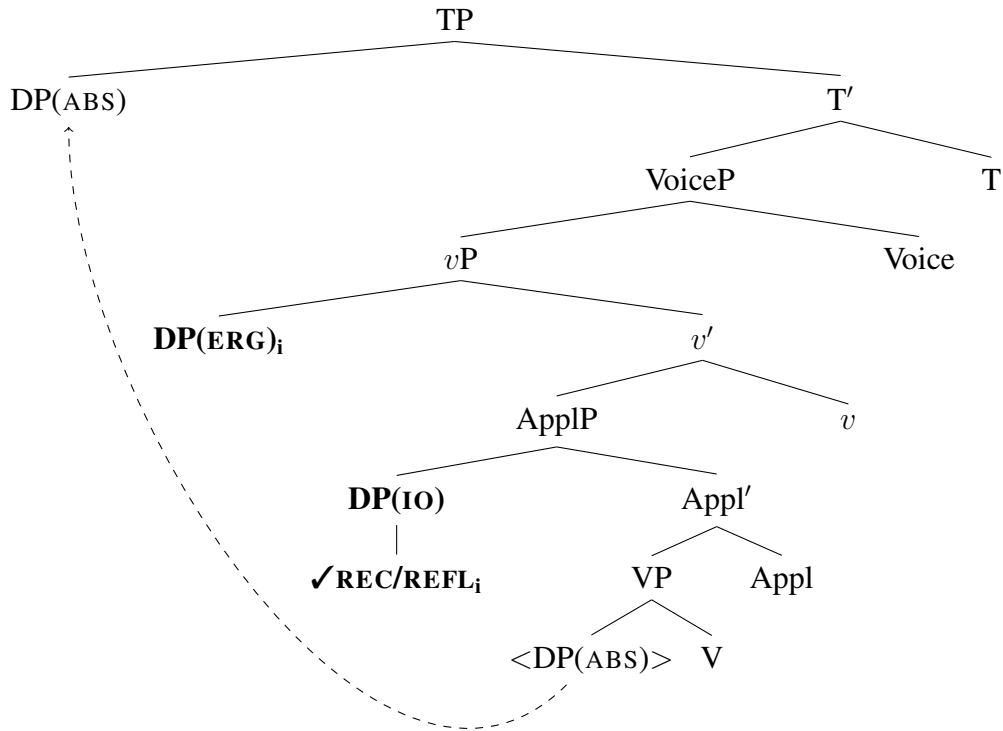 TP
DP(ABS) T′
VoiceP T
vP Voice
DP(ERG)i v′
ApplP v
DP(IO) Appl′
✓REC/REFLi VP Appl
<DP(ABS)> V